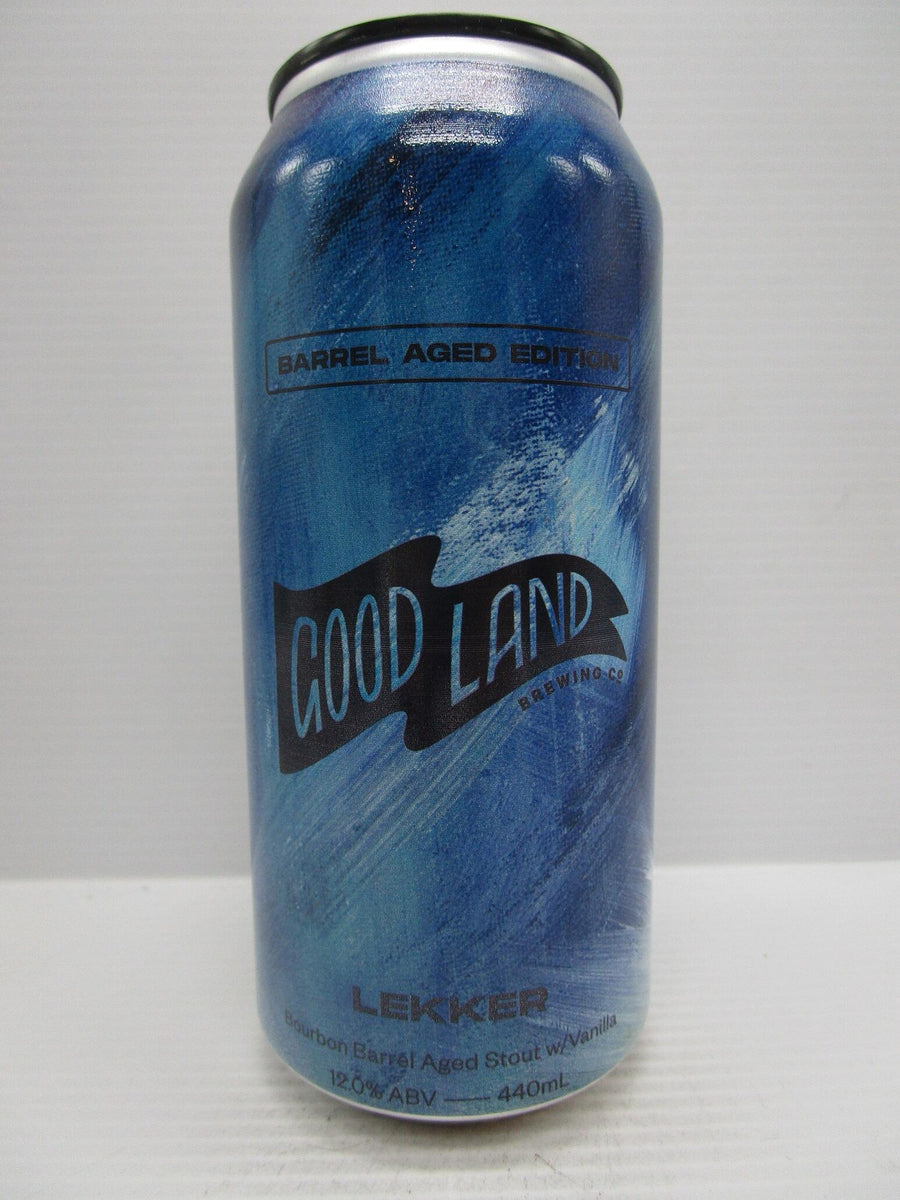 BARREL AGED EDITION
GOOD LAND
BREWING CO
LEKKER
Bourbon Barrel Aged Stout w/Vanilla
12.0% ABV — 440mL